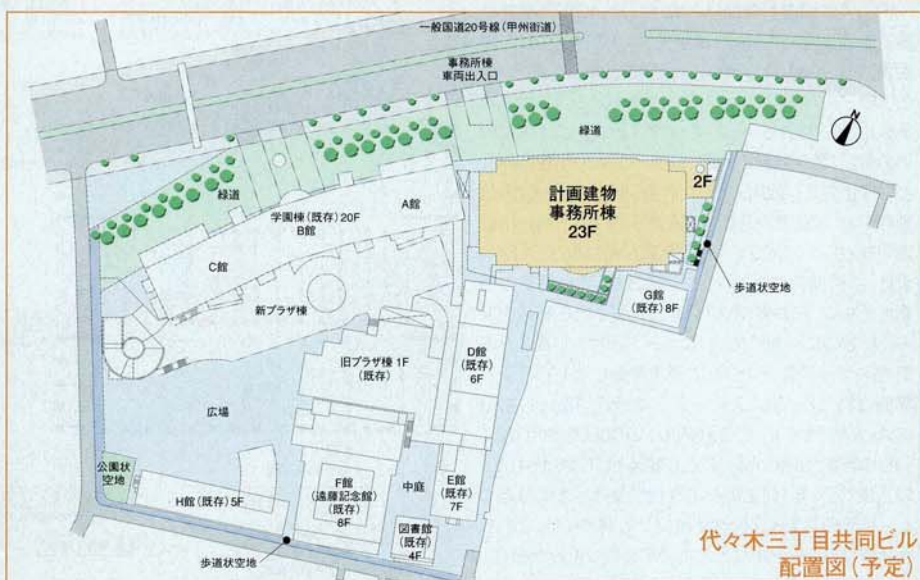 一般国道20号線(甲州街道)
事務所棟
車両出入口
緑道
緑道
2F
計画建物
事務所棟
23F
A館
学園棟(既存)20F
B館
C館
歩道状空地
G館
(既存)8F
新プラザ棟
旧プラザ棟 1F
(既存)
D館
(既存)
6F
広場
公園状
空地
H館(既存)5F
F館
(遠藤記念館)
(既存)
8F
中庭
E館
(既存)
7F
図書館
(既存)
4F
歩道状空地
代々木三丁目共同ビル
配置図(予定)